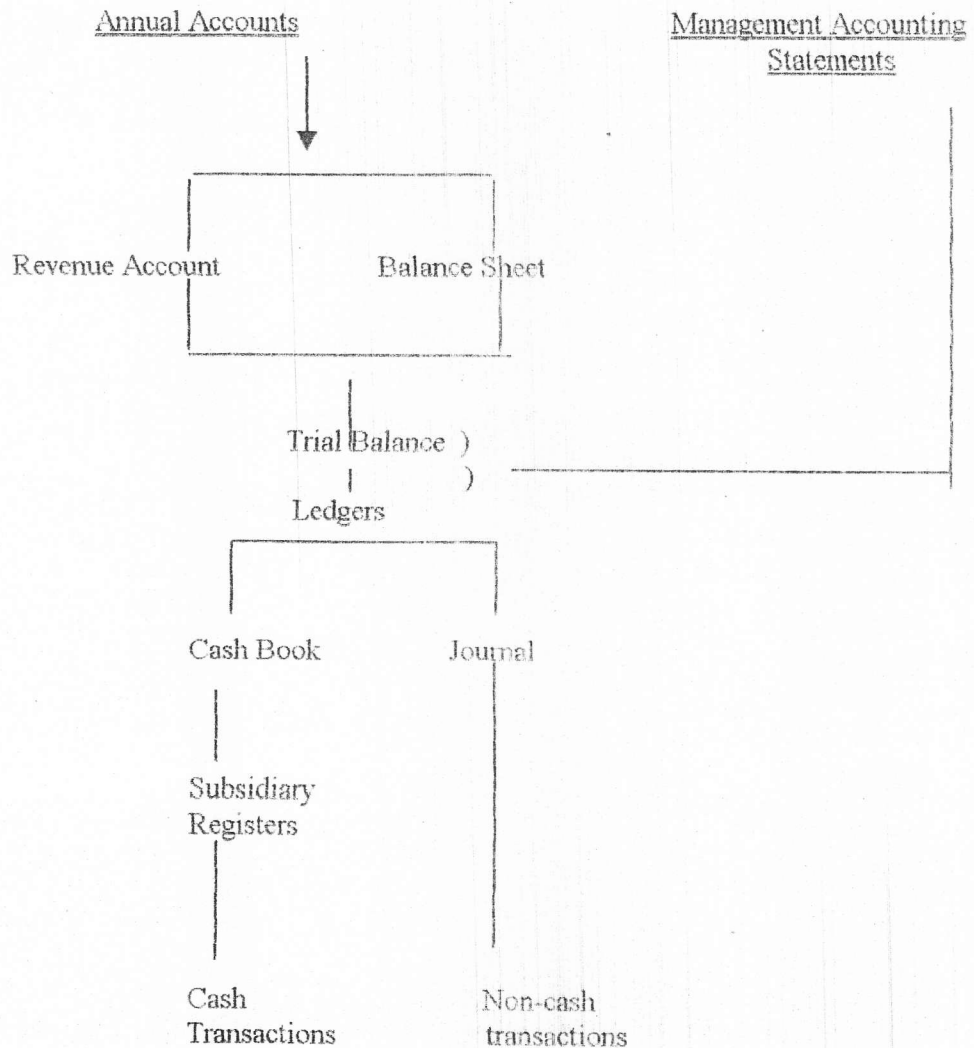 Annual Accounts
Management Accounting
Statements
Revenue Account
Balance Sheet
Trial Balance )
)
Ledgers
Cash Book
Journal
Subsidiary
Registers
Cash
Transactions
Non-cash
transactions